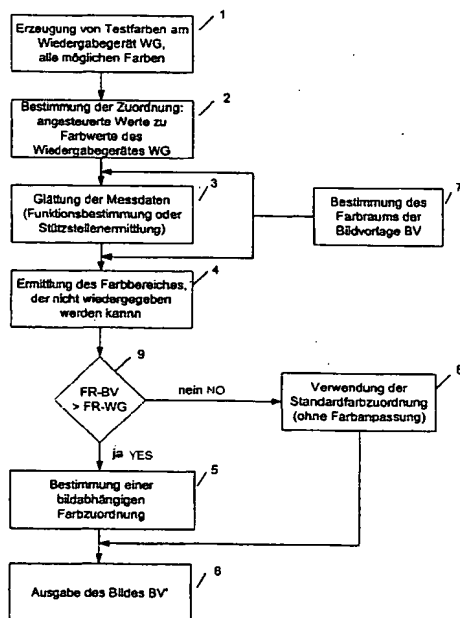 1
Erzeugung von Testfarben am
Wiedergabegerät WG,
alle möglichen Farben
2
Bestimmung der Zuordnung:
angesteuerte Werte zu
Farbwerte des
Wiedergabegerätes WG
3
Glättung der Messdaten
(Funktionsbestimmung oder
Stützstellenermittlung)
7
Bestimmung des
Farbraums der
Bildvorlage BV
4
Ermittlung des Farbbereiches,
der nicht wiedergegeben
werden kannn
9
FR-BV
> FR-WG
nein NO
6
Verwendung der
Standardfarbzuordnung
(ohne Farbanpassung)
ja YES
5
Bestimmung einer
bildabhängigen
Farbzuordnung
8
Ausgabe des Bildes BV'